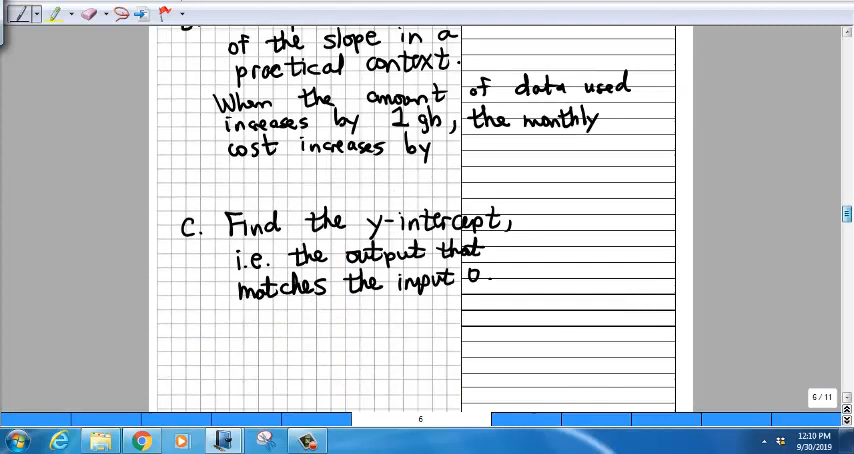 of the slope in a
practical context.
When the amount of data used
increases by 1 gb, the monthly
cost increases by
C. Find the y-intercept,
i.e. the output that
matches the input 0.
6 / 11
6
12:10 PM
9/30/2019